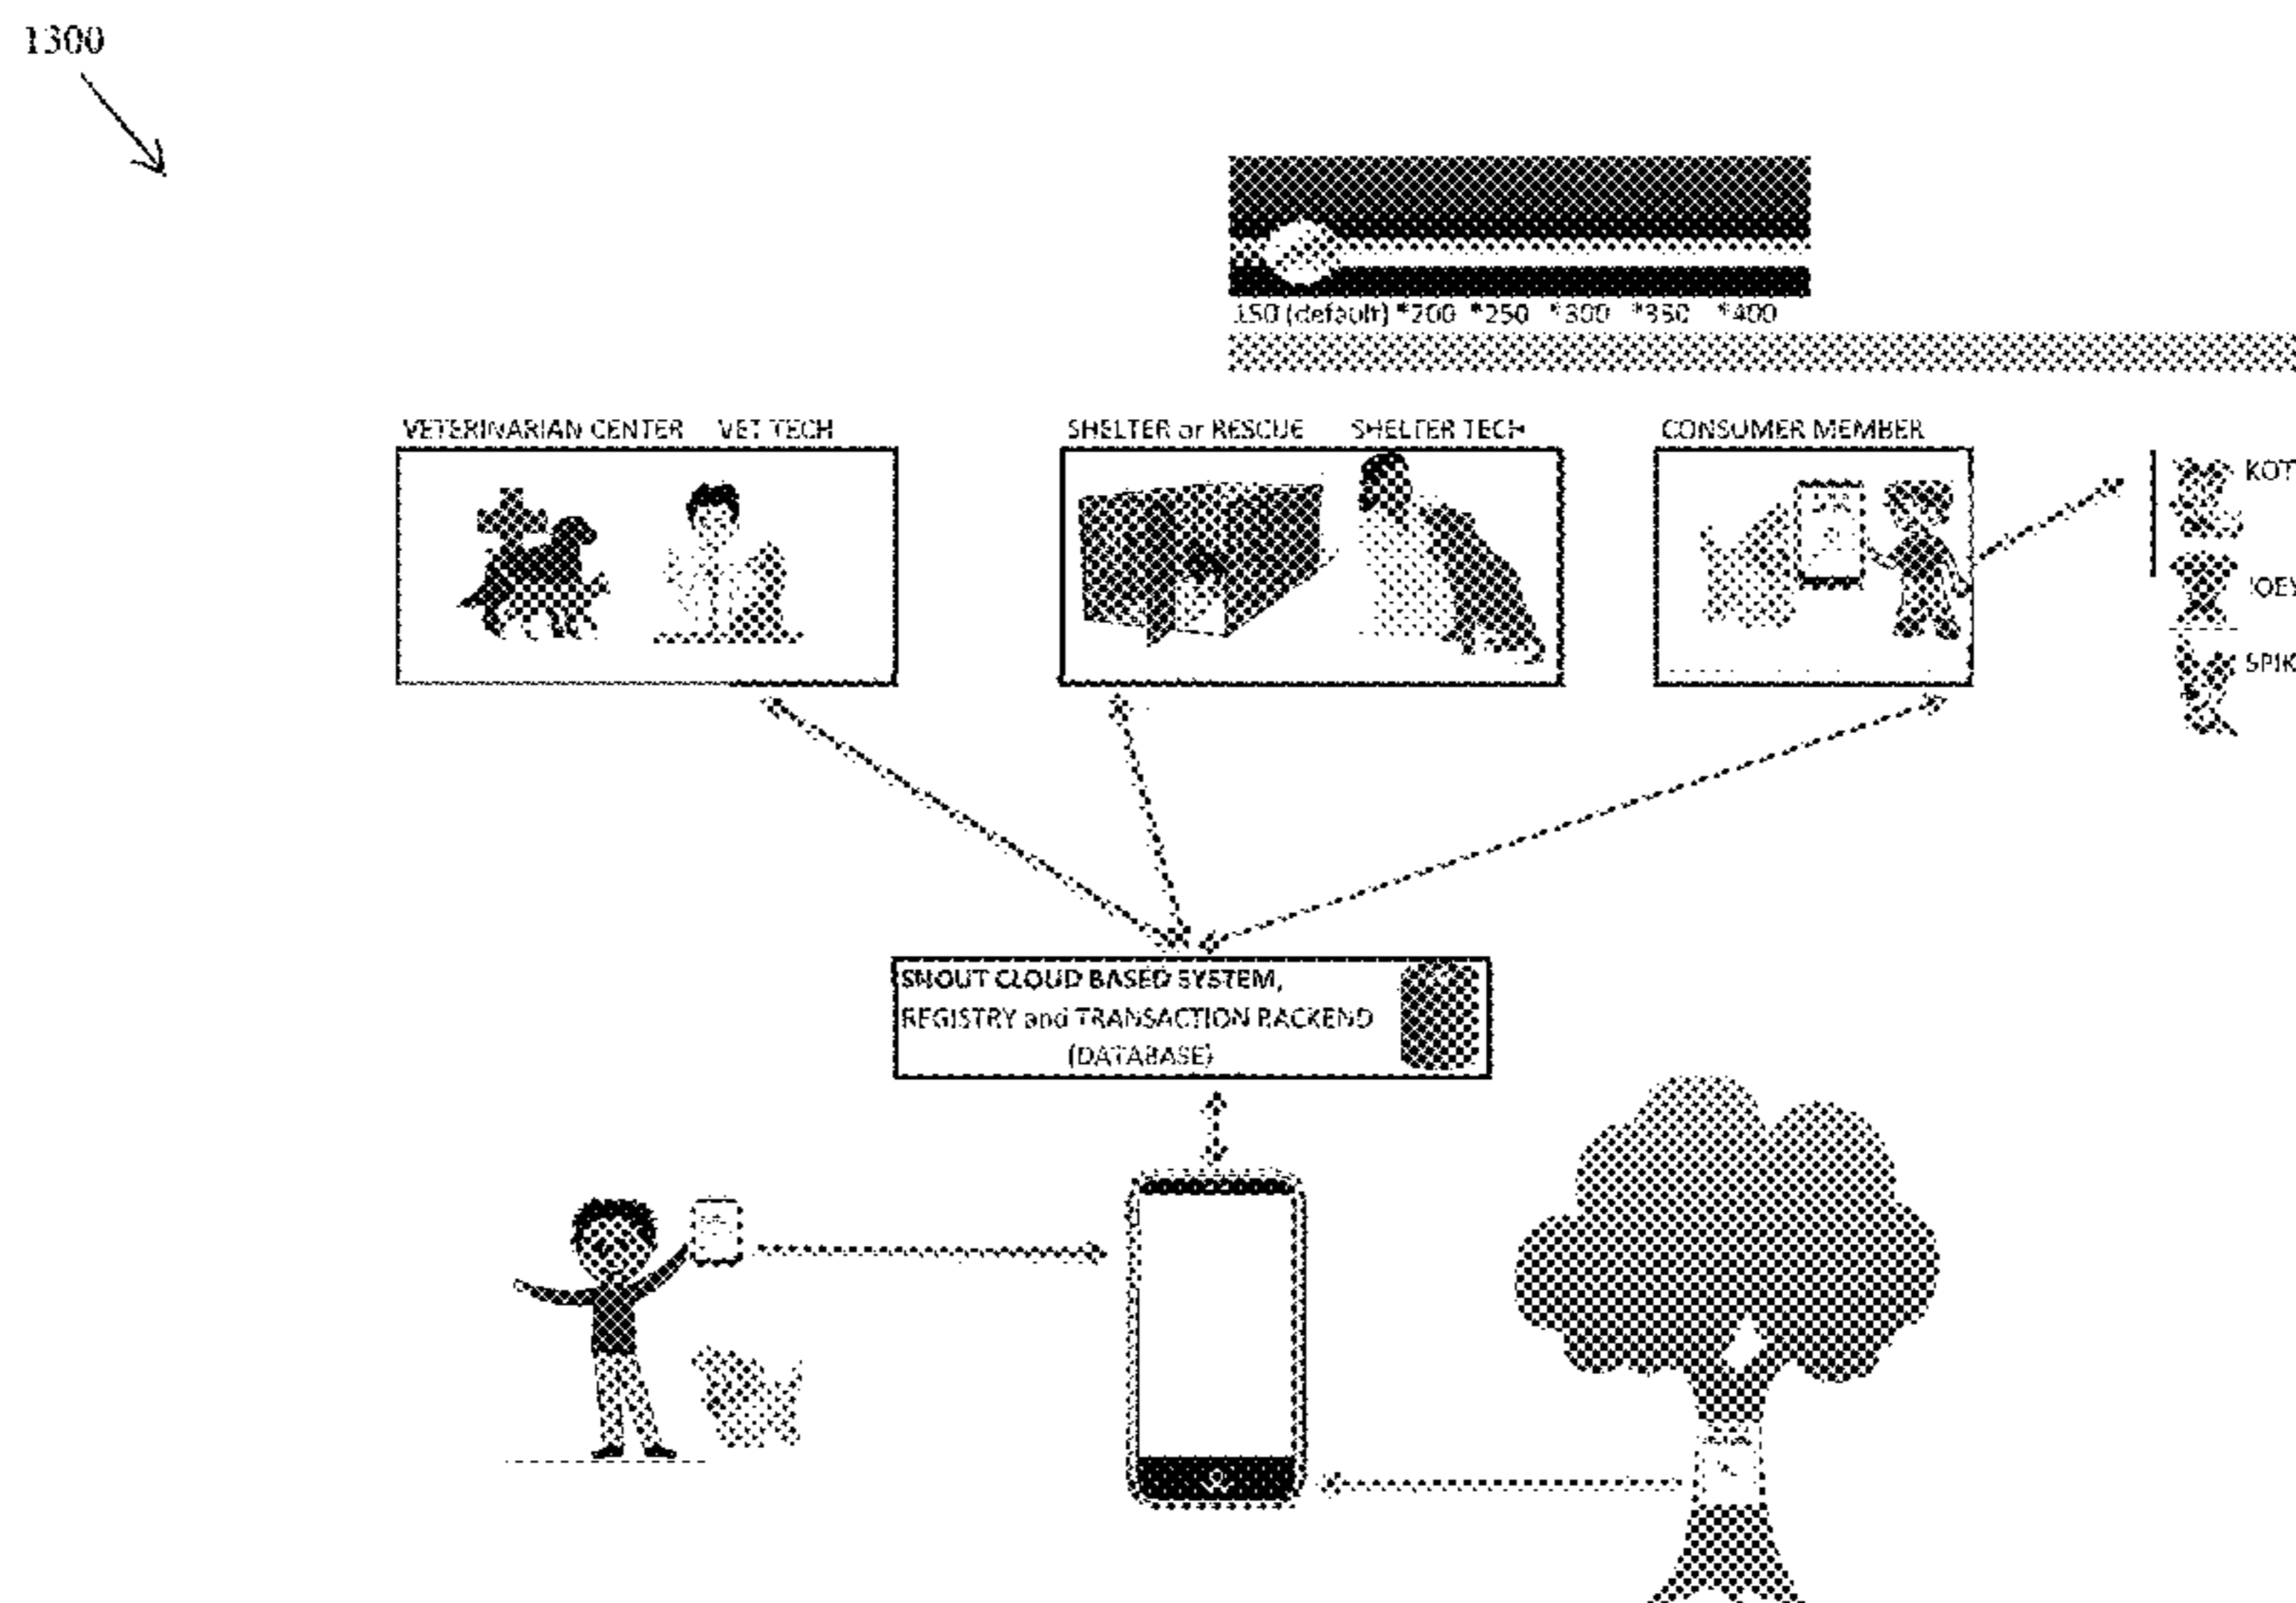 1300
150 (default) *200 *250 *300 *350 *400
VETERINARIAN CENTER VET TECH
SHELTER or RESCUE SHELTER TECH
CONSUMER MEMBER
SNOUT CLOUD BASED SYSTEM,
REGISTRY and TRANSACTION BACKEND
(DATABASE)